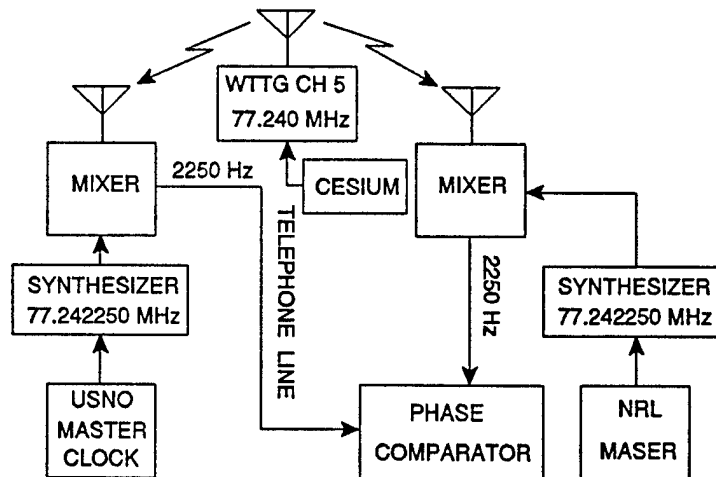 WTTG CH 5
77.240 MHz
MIXER
2250 Hz
CESIUM
MIXER
TELEPHONE LINE
2250 Hz
SYNTHESIZER
77.242250 MHz
SYNTHESIZER
77.242250 MHz
USNO
MASTER
CLOCK
PHASE
COMPARATOR
NRL
MASER